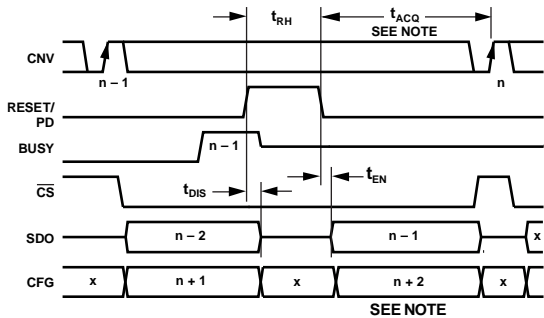 tRH
tACQ
SEE NOTE
CNV
n – 1
n
RESET/
PD
n – 1
BUSY
tDIS
tEN
CS
SDO
n – 2
n – 1
x
CFG
x
n + 1
x
n + 2
x
SEE NOTE